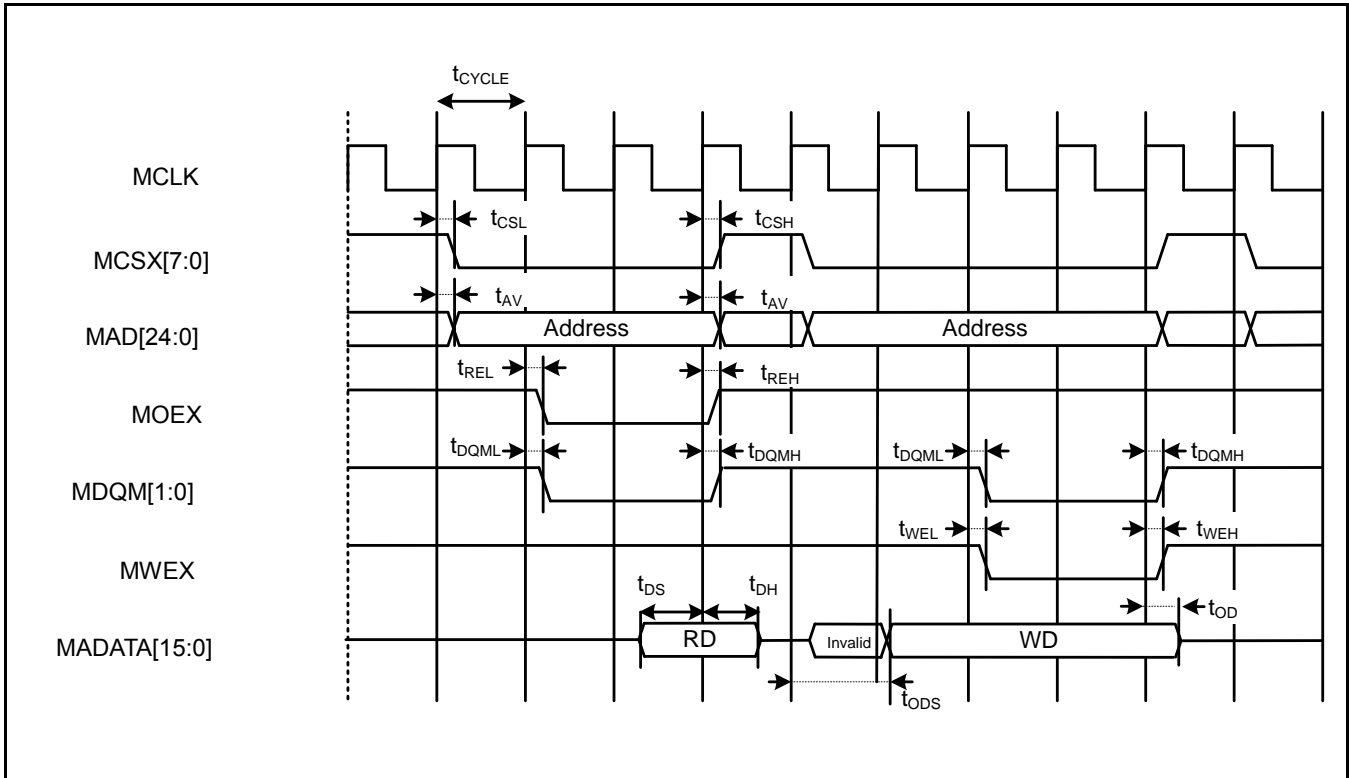 tCYCLE
MCLK
tCSL
tCSH
MCSX[7:0]
tAV
tAV
MAD[24:0]
Address
Address
tREL
tREH
MOEX
tDQML
tDQMH
tDQML
tDQMH
MDQM[1:0]
tWEL
tWEH
MWEX
tDS
tDH
tOD
MADATA[15:0]
RD
Invalid
WD
tODS